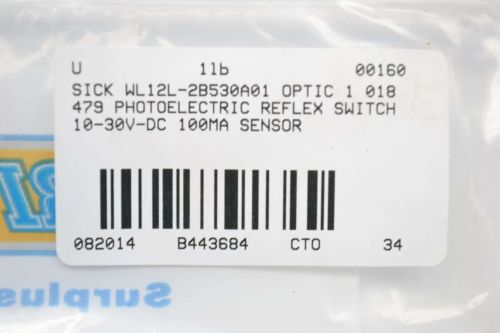 U 1lb 00160
SICK WL12L-2B530A01 OPTIC 1 018
479 PHOTOELECTRIC REFLEX SWITCH
10-30V-DC 100MA SENSOR
082014 B443684 CTO 34
Surplus